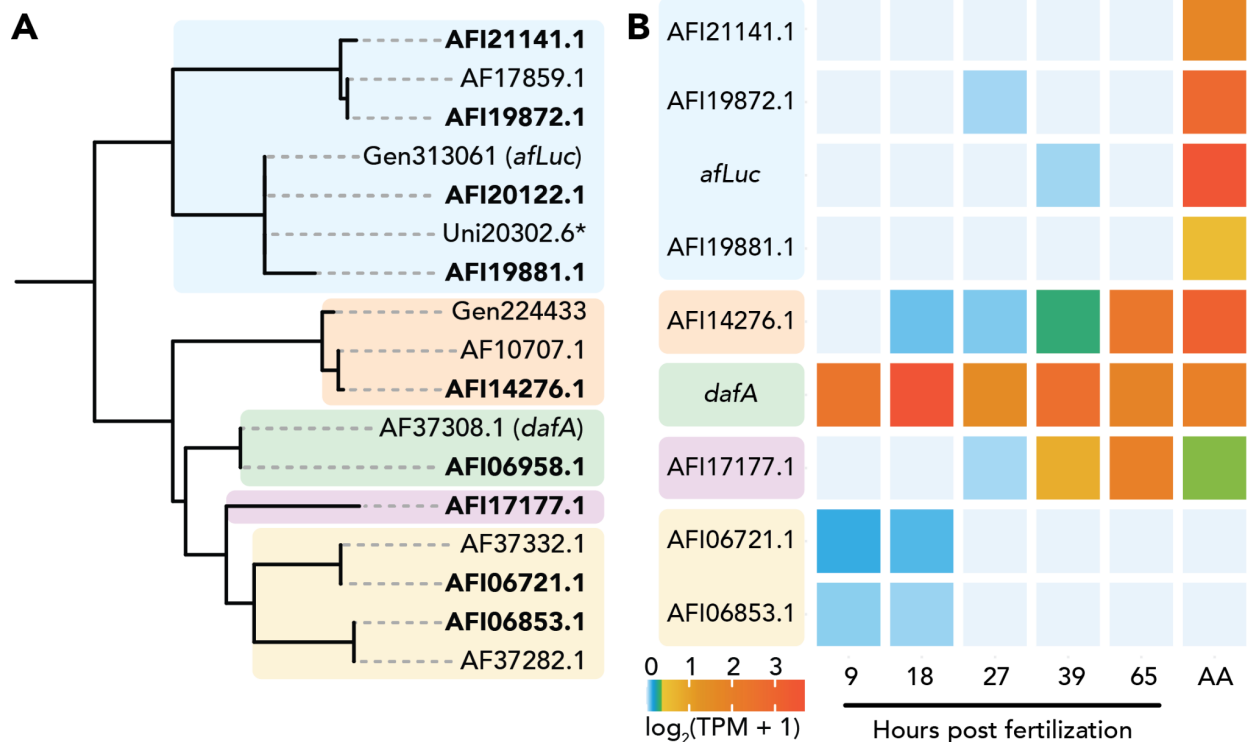 A
AFI21141.1
AF17859.1
AFI19872.1
Gen313061 (afLuc)
AFI20122.1
Uni20302.6*
AFI19881.1
Gen224433
AF10707.1
AFI14276.1
AF37308.1 (dafA)
AFI06958.1
AFI17177.1
AF37332.1
AFI06721.1
AFI06853.1
AF37282.1
B
AFI21141.1
AFI19872.1
afLuc
AFI19881.1
AFI14276.1
dafA
AFI17177.1
AFI06721.1
AFI06853.1
0 1 2 3
log2(TPM + 1)
9 18 27 39 65 AA
Hours post fertilization